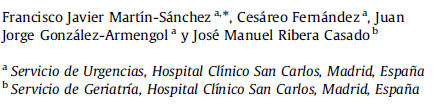 Francisco Javier Martín-Sánchez a,*, Cesáreo Fernández a, Juan
Jorge González-Armengol a y José Manuel Ribera Casado b
a Servicio de Urgencias, Hospital Clínico San Carlos, Madrid, España
b Servicio de Geriatría, Hospital Clínico San Carlos, Madrid, España